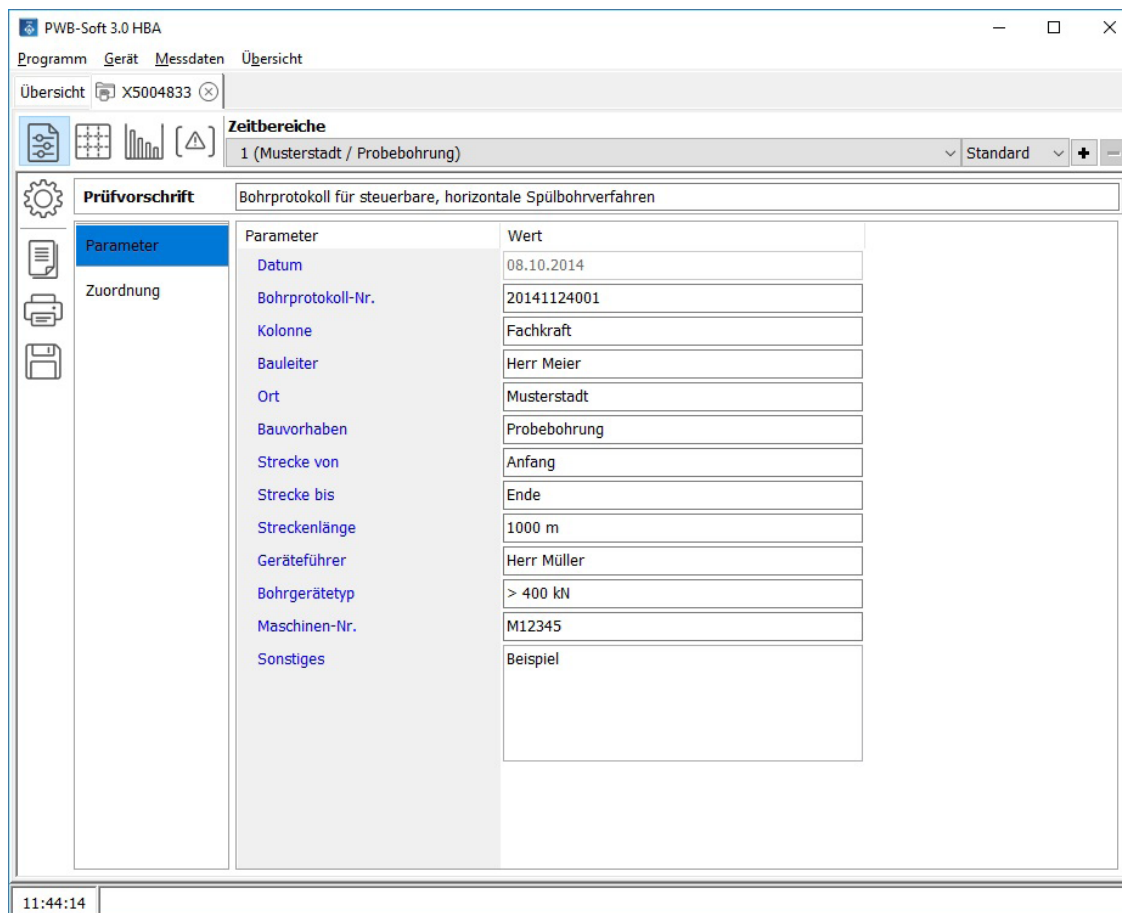 PWB-Soft 3.0 HBA
Programm Gerät Messdaten Übersicht
Übersicht X5004833
Zeitbereiche
1 (Musterstadt / Probebohrung) Standard
Prüfvorschrift Bohrprotokoll für steuerbare, horizontale Spülbohrverfahren
Parameter
Zuordnung
Parameter Wert
Datum 08.10.2014
Bohrprotokoll-Nr. 20141124001
Kolonne Fachkraft
Bauleiter Herr Meier
Ort Musterstadt
Bauvorhaben Probebohrung
Strecke von Anfang
Strecke bis Ende
Streckenlänge 1000 m
Geräteführer Herr Müller
Bohrgerätetyp > 400 kN
Maschinen-Nr. M12345
Sonstiges Beispiel
11:44:14